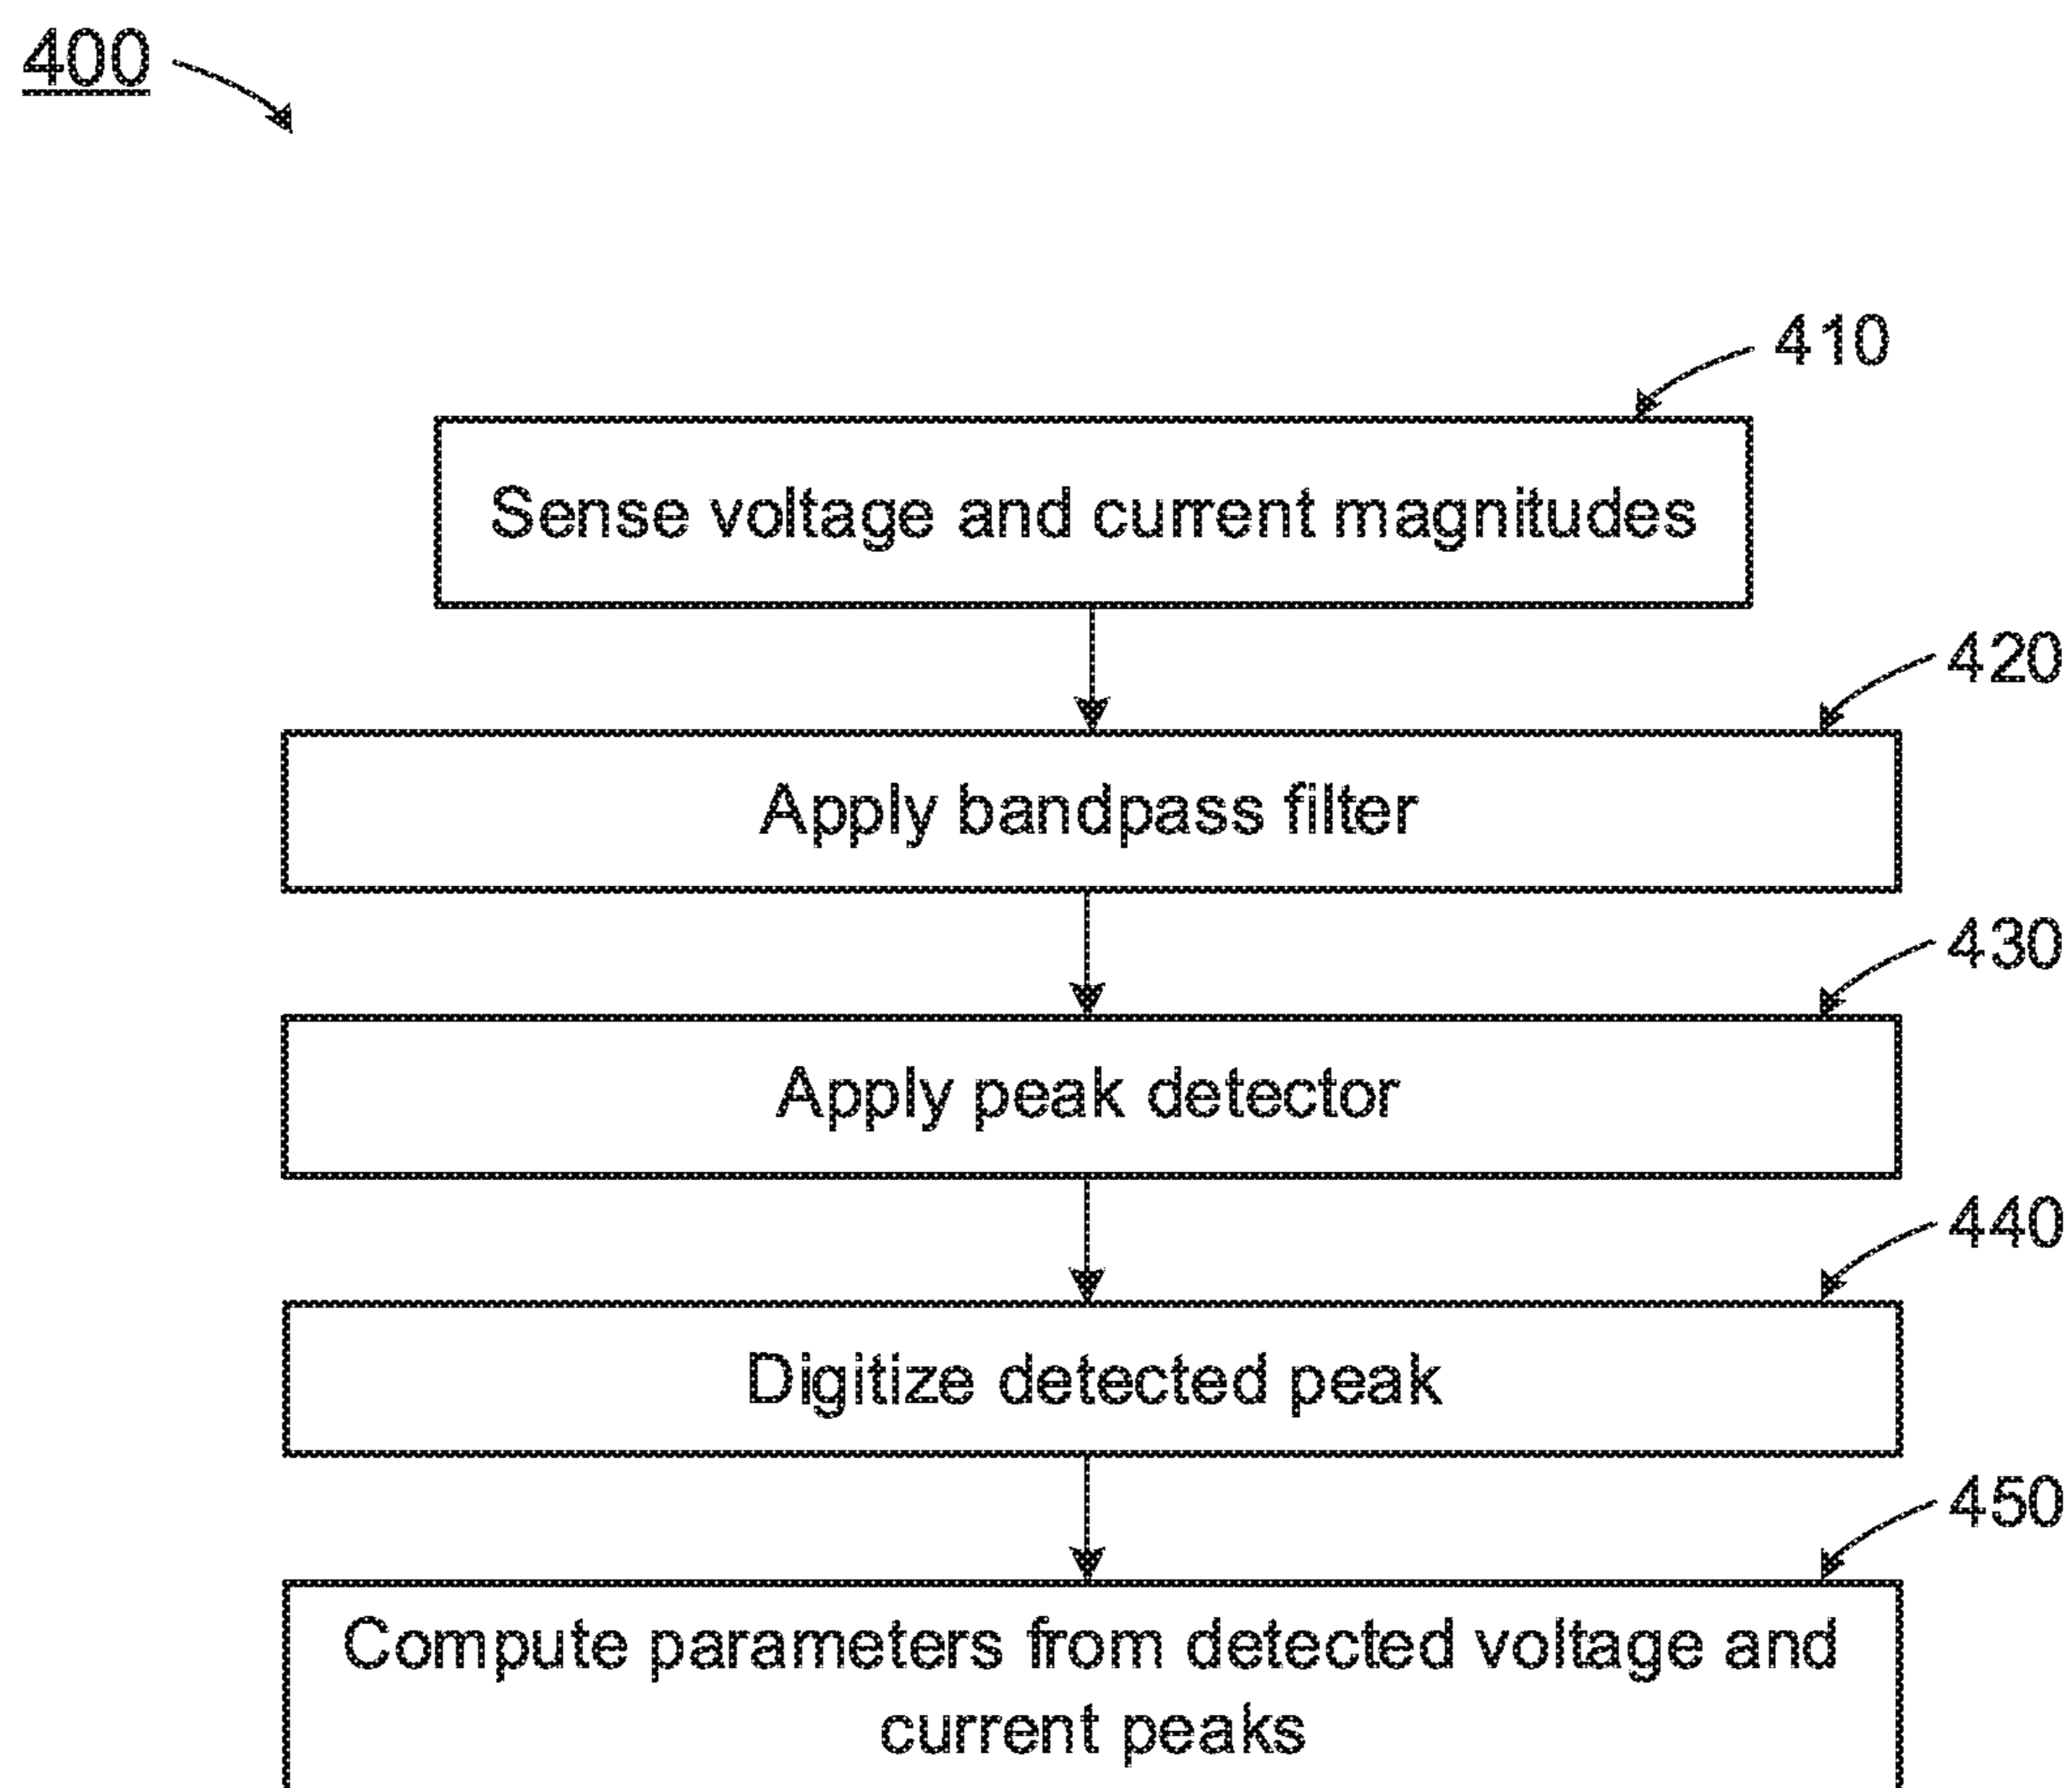 400
410
Sense voltage and current magnitudes
420
Apply bandpass filter
430
Apply peak detector
440
Digitize detected peak
450
Compute parameters from detected voltage and
current peaks